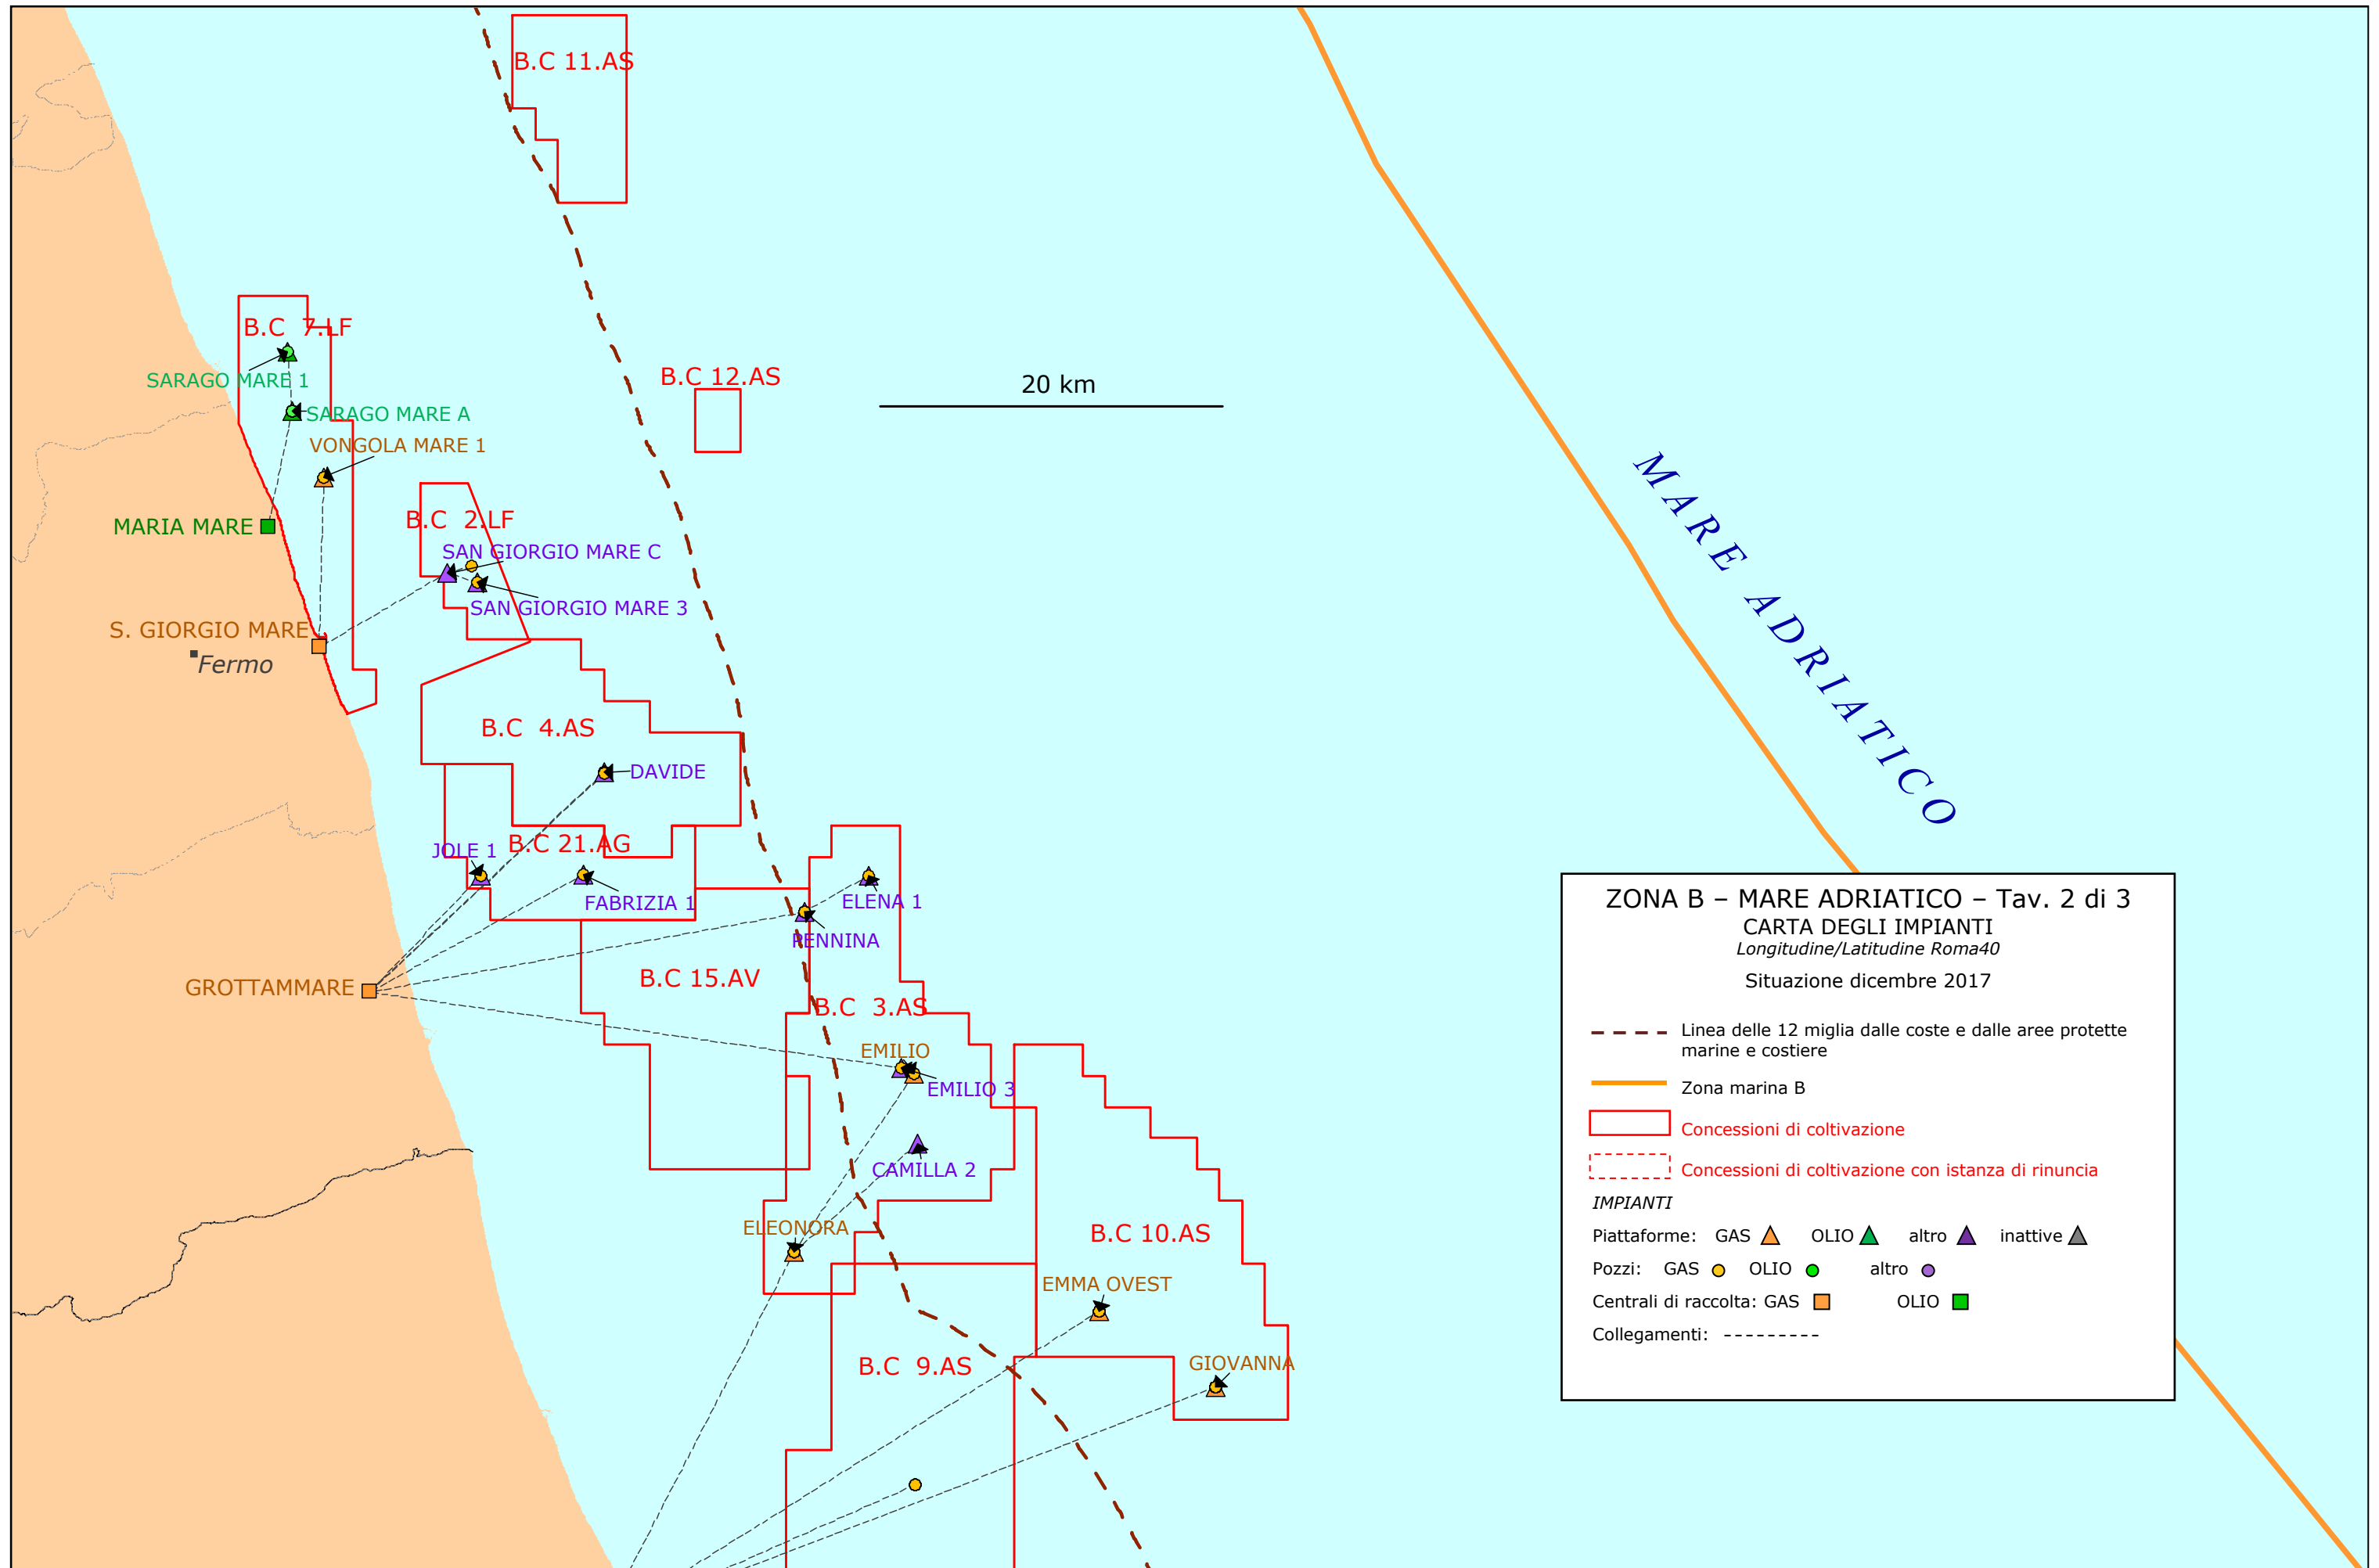 B.C 11.AS
B.C 7.LF
SARAGO MARE 1
SARAGO MARE A
VONGOLA MARE 1
B.C 12.AS
20 km
MARE ADRIATICO
MARIA MARE
B.C 2.LF
SAN GIORGIO MARE C
SAN GIORGIO MARE 3
S. GIORGIO MARE
Fermo
B.C 4.AS
DAVIDE
B.C 21.AG
JOLE 1
FABRIZIA 1
ELENA 1
PENNINA
GROTTAMMARE
B.C 15.AV
B.C 3.AS
EMILIO
EMILIO 3
CAMILLA 2
ELEONORA
B.C 10.AS
EMMA OVEST
B.C 9.AS
GIOVANNA
ZONA B – MARE ADRIATICO – Tav. 2 di 3
CARTA DEGLI IMPIANTI
Longitudine/Latitudine Roma40
Situazione dicembre 2017
Linea delle 12 miglia dalle coste e dalle aree protette
marine e costiere
Zona marina B
Concessioni di coltivazione
Concessioni di coltivazione con istanza di rinuncia
IMPIANTI
Piattaforme: GAS OLIO altro inattive
Pozzi: GAS OLIO altro
Centrali di raccolta: GAS OLIO
Collegamenti: